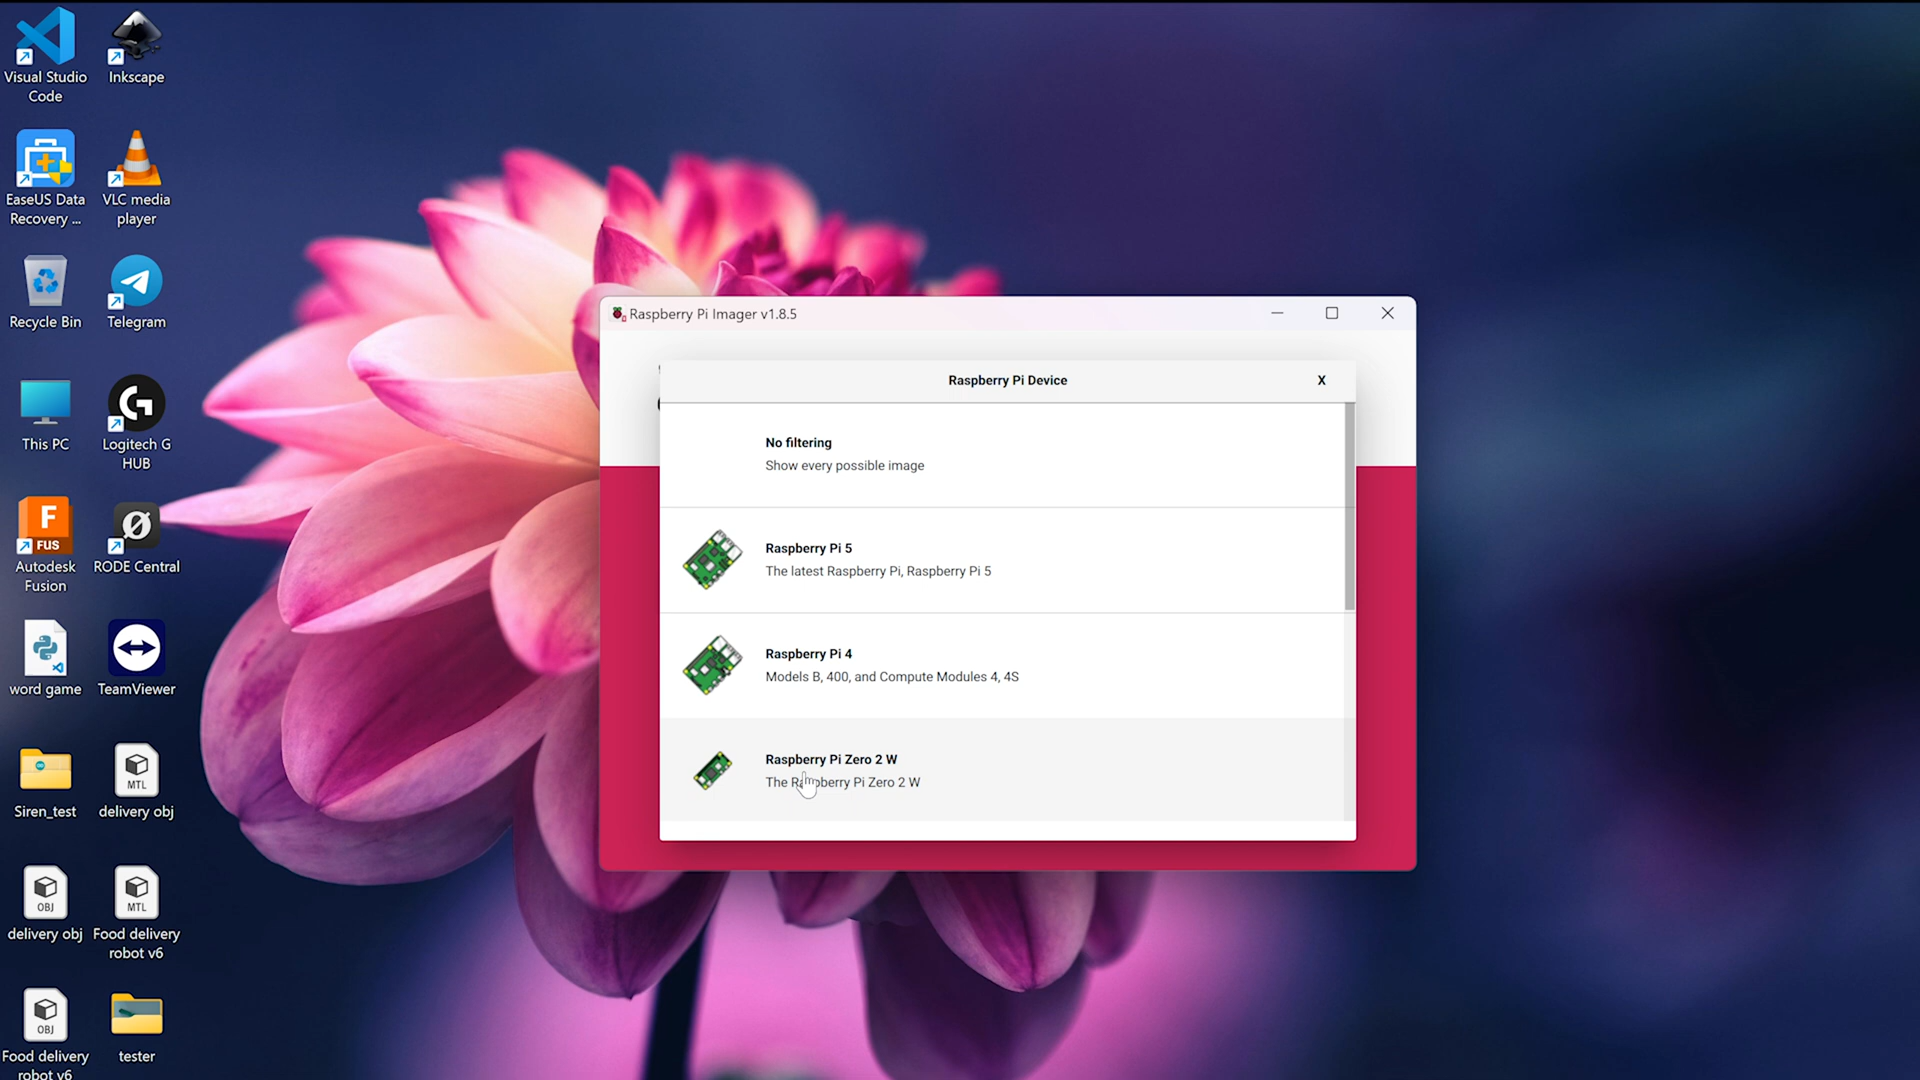 Visual Studio
Code
Inkscape
EaseUS Data
Recovery ...
VLC media
player
Recycle Bin
Telegram
This PC
Logitech G
HUB
F
FUS
Autodesk
Fusion
RODE Central
word game
TeamViewer
Siren_test
MTL
delivery obj
OBJ
delivery obj
MTL
Food delivery
robot v6
OBJ
Food delivery
robot v6
tester
Raspberry Pi Imager v1.8.5
Raspberry Pi Device
X
No filtering
Show every possible image
Raspberry Pi 5
The latest Raspberry Pi, Raspberry Pi 5
Raspberry Pi 4
Models B, 400, and Compute Modules 4, 4S
Raspberry Pi Zero 2 W
The Raspberry Pi Zero 2 W